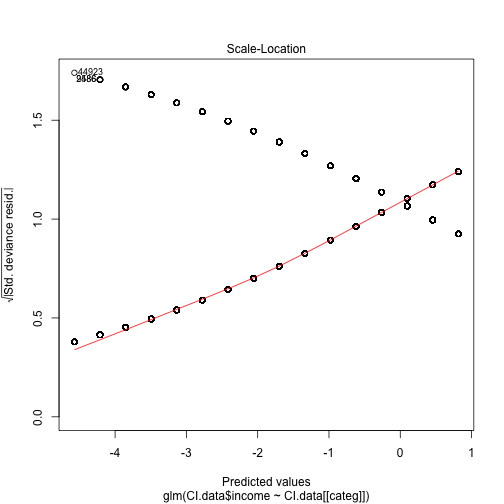 Scale-Location
44923
1.5
1.0
0.5
0.0
√|Std. deviance resid.|
-4
-3
-2
-1
0
1
Predicted values
glm(CI.data$income ~ CI.data[[categ]])